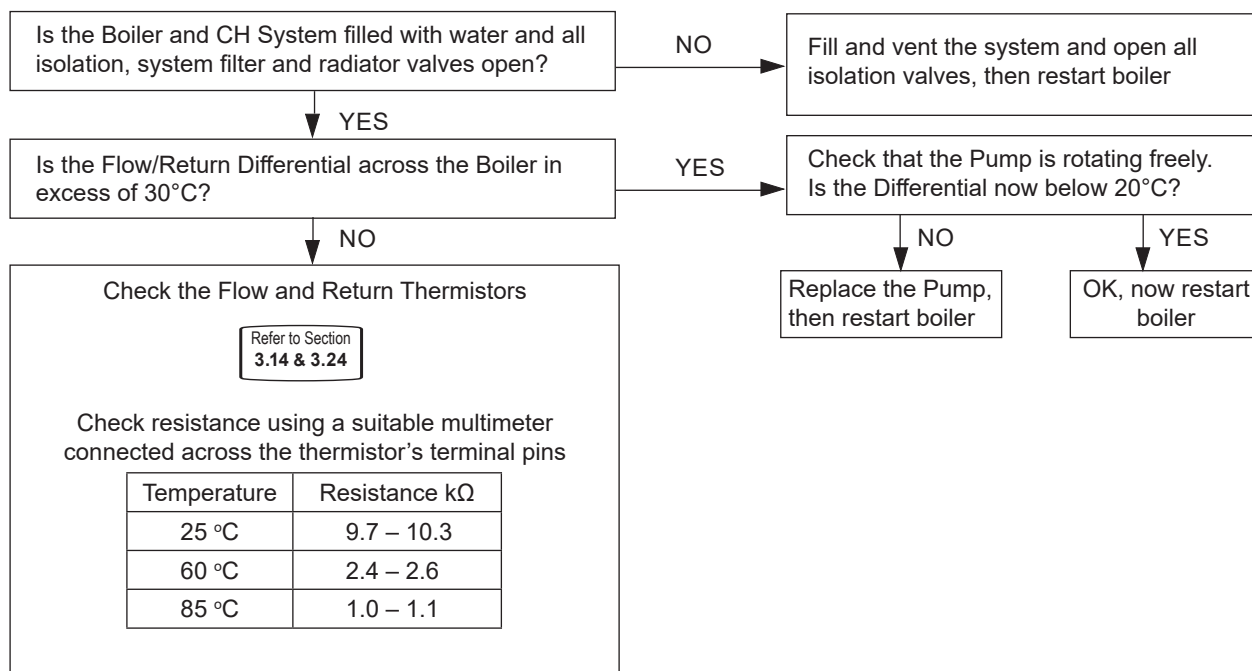 Is the Boiler and CH System filled with water and all
isolation, system filter and radiator valves open?
NO
Fill and vent the system and open all
isolation valves, then restart boiler
YES
Is the Flow/Return Differential across the Boiler in
excess of 30°C?
YES
Check that the Pump is rotating freely.
Is the Differential now below 20°C?
NO
NO
YES
Replace the Pump,
then restart boiler
OK, now restart
boiler
Check the Flow and Return Thermistors
Refer to Section
3.14 & 3.24
Check resistance using a suitable multimeter
connected across the thermistor’s terminal pins
Temperature Resistance kΩ
25 °C 9.7 – 10.3
60 °C 2.4 – 2.6
85 °C 1.0 – 1.1